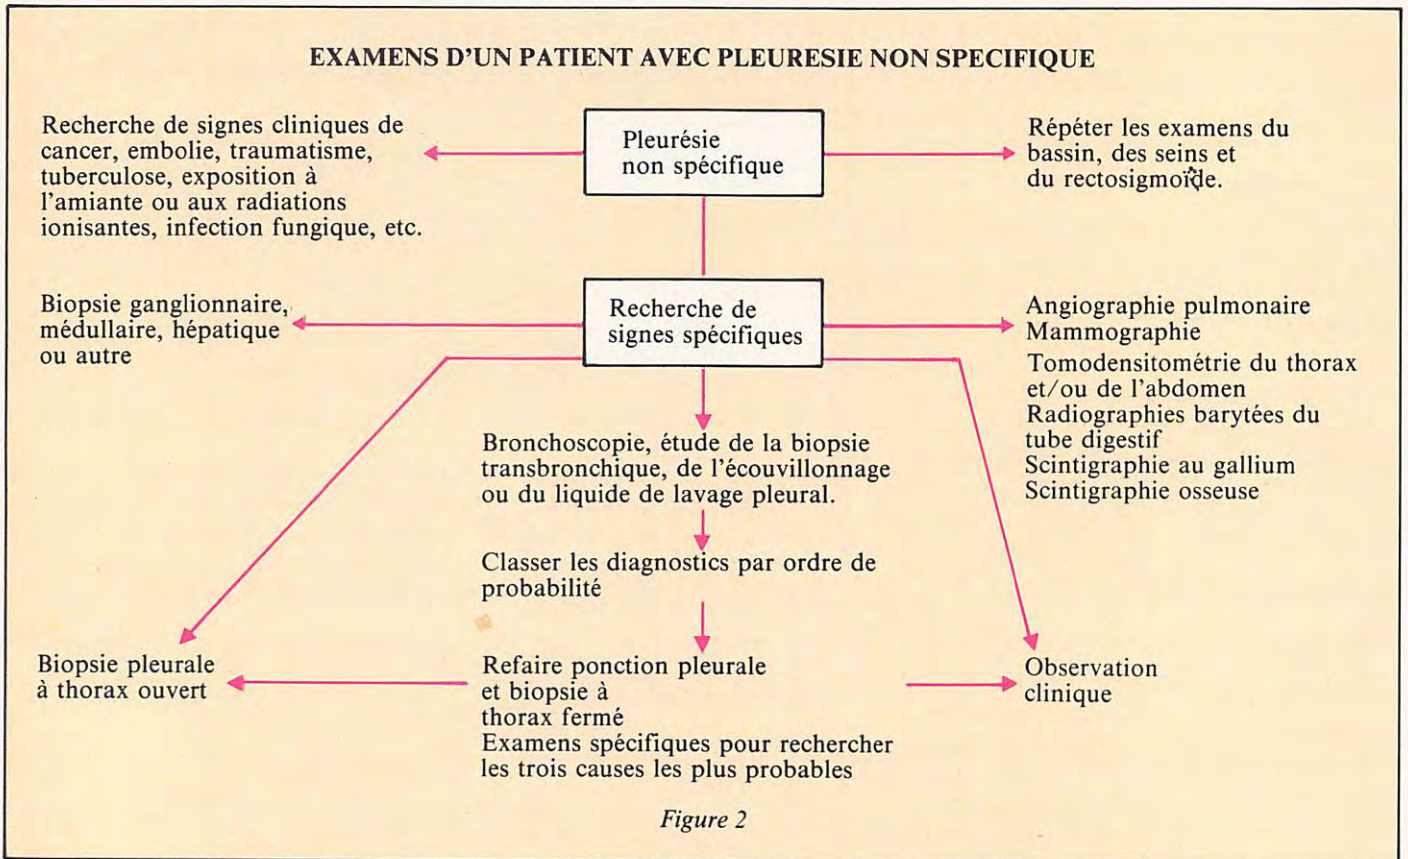 EXAMENS D'UN PATIENT AVEC PLEURESIE NON SPECIFIQUE
Recherche de signes cliniques de
cancer, embolie, traumatisme,
tuberculose, exposition à
l'amiante ou aux radiations
ionisantes, infection fungique, etc.
Pleurésie
non spécifique
Répéter les examens du
bassin, des seins et
du rectosigmoïde.
Biopsie ganglionnaire,
médullaire, hépatique
ou autre
Recherche de
signes spécifiques
Angiographie pulmonaire
Mammographie
Tomodensitométrie du thorax
et/ou de l'abdomen
Radiographies barytées du
tube digestif
Scintigraphie au gallium
Scintigraphie osseuse
Bronchoscopie, étude de la biopsie
transbronchique, de l'écouvillonnage
ou du liquide de lavage pleural.
Classer les diagnostics par ordre de
probabilité
Biopsie pleurale
à thorax ouvert
Refaire ponction pleurale
et biopsie à
thorax fermé
Examens spécifiques pour rechercher
les trois causes les plus probables
Observation
clinique
Figure 2